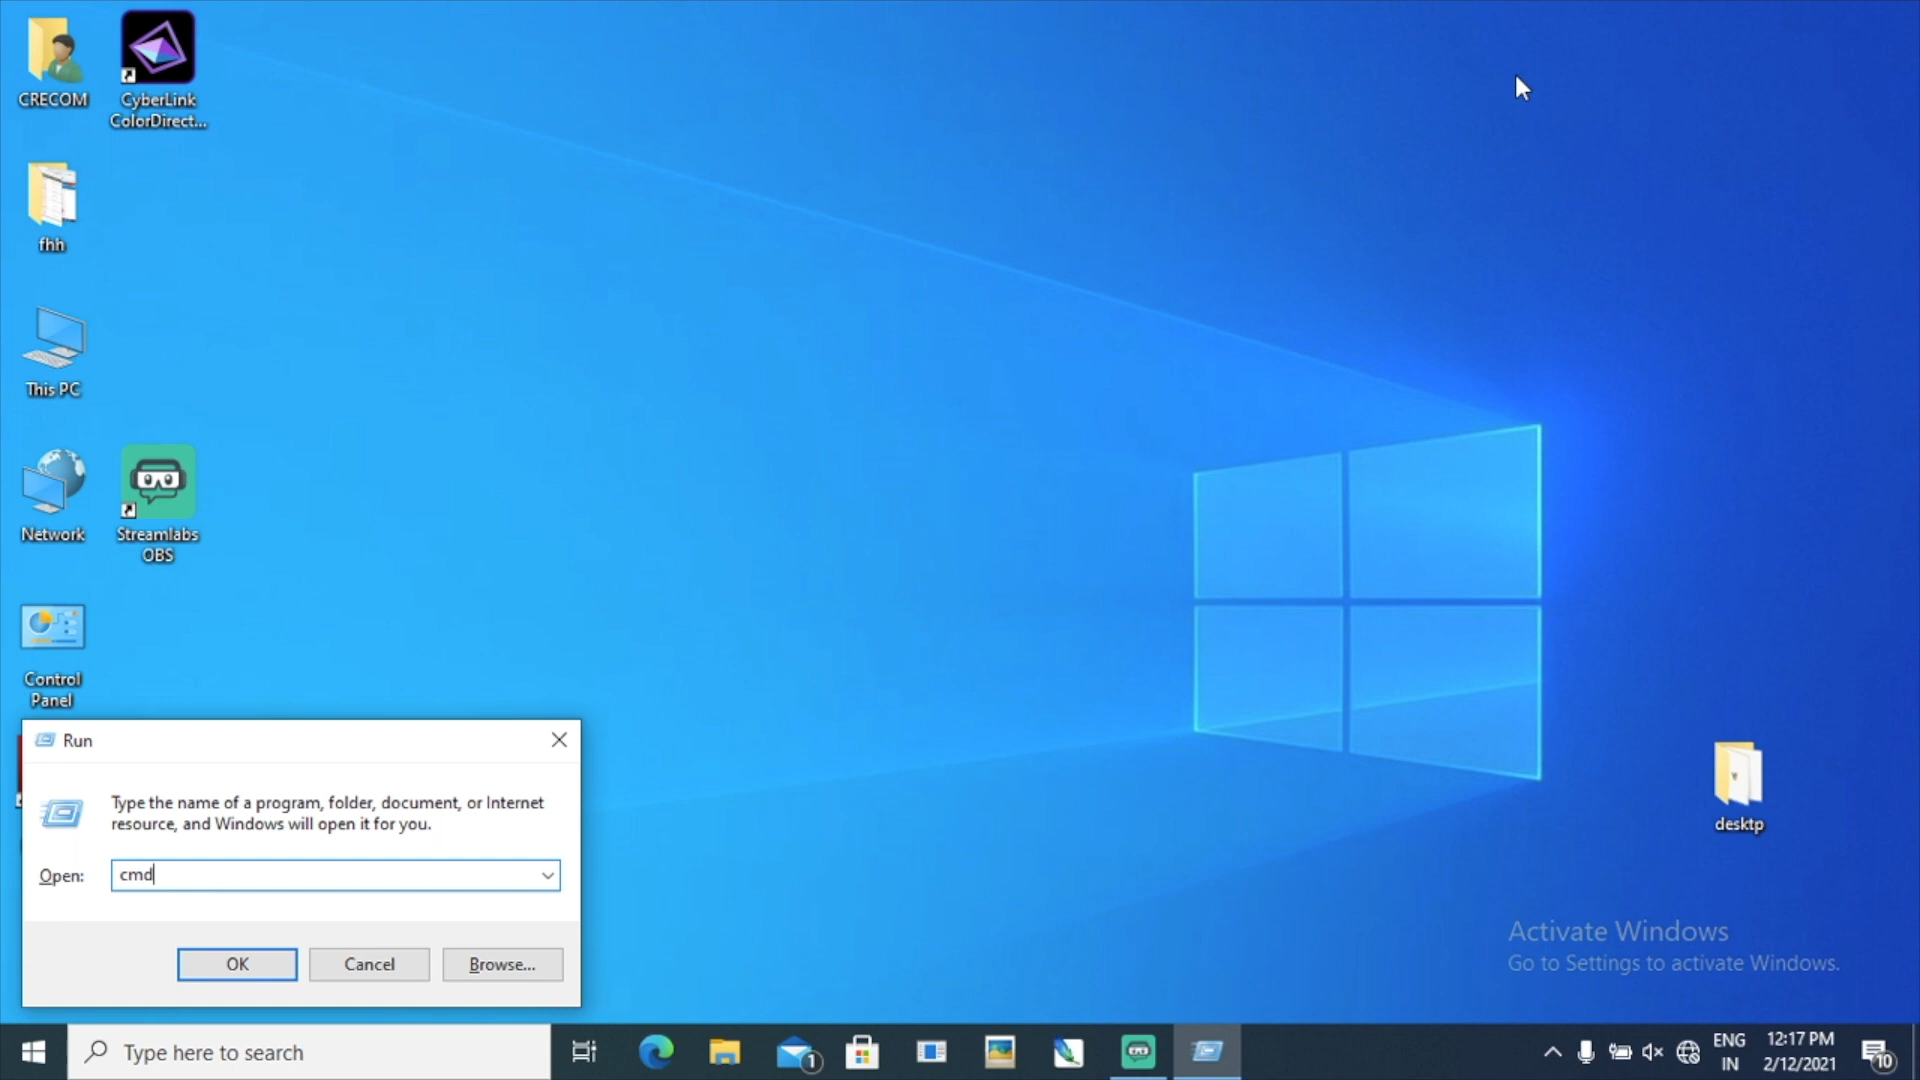 CRECOM
CyberLink
ColorDirect...
fhh
This PC
Network
Streamlabs
OBS
Control
Panel
Run
Type the name of a program, folder, document, or Internet
resource, and Windows will open it for you.
Open:
cmd
OK
Cancel
Browse...
desktp
Activate Windows
Go to Settings to activate Windows.
Type here to search
1
ENG
IN
12:17 PM
2/12/2021
10